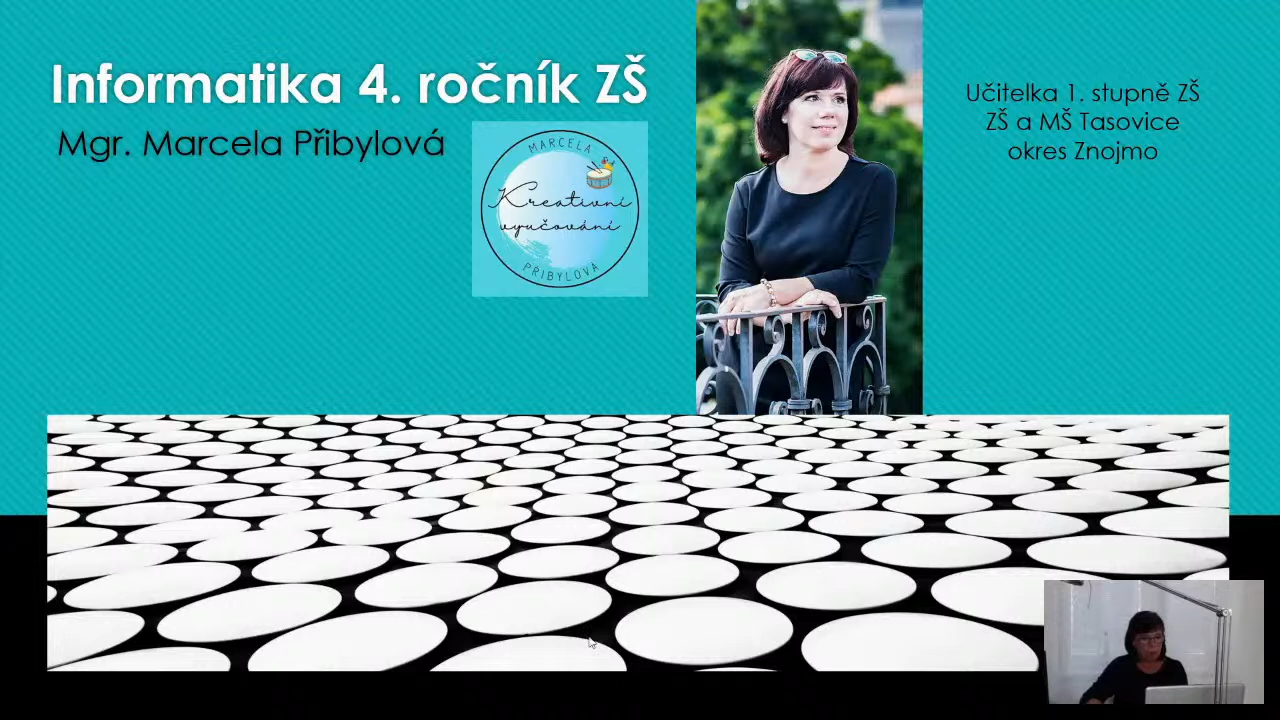 Informatika 4. ročník ZŠ
Mgr. Marcela Přibylová
MARCELA
Kreativní
vyučování
PŘIBYLOVÁ
Učitelka 1. stupně ZŠ
ZŠ a MŠ Tasovice
okres Znojmo